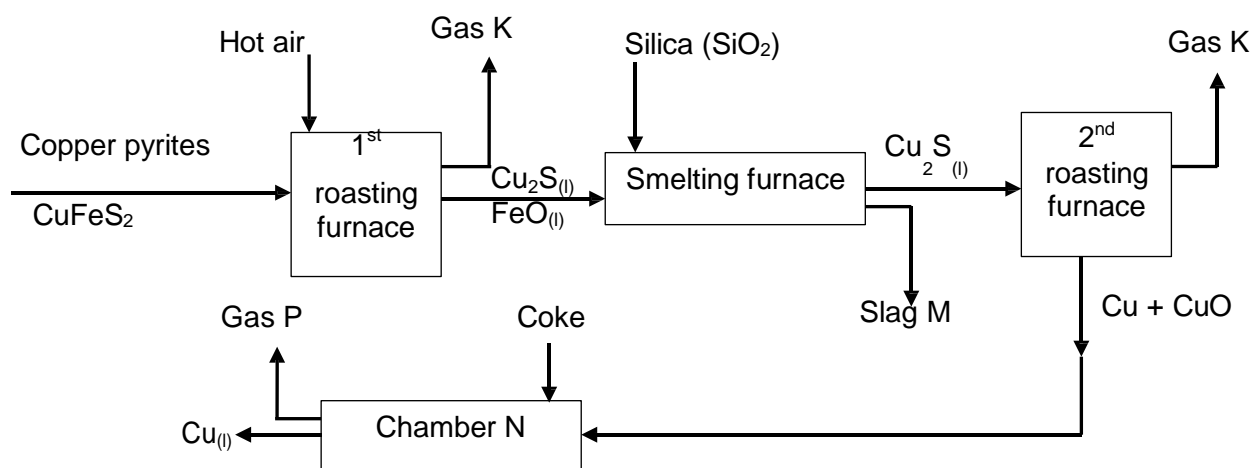 Hot air
Gas K
Silica (SiO₂)
Gas K
Copper pyrites
CuFeS₂
1st
roasting
furnace
Cu₂S(l)
FeO(l)
Smelting furnace
Cu₂S(l)
2nd
roasting
furnace
Slag M
Cu + CuO
Gas P
Coke
Cu(l)
Chamber N